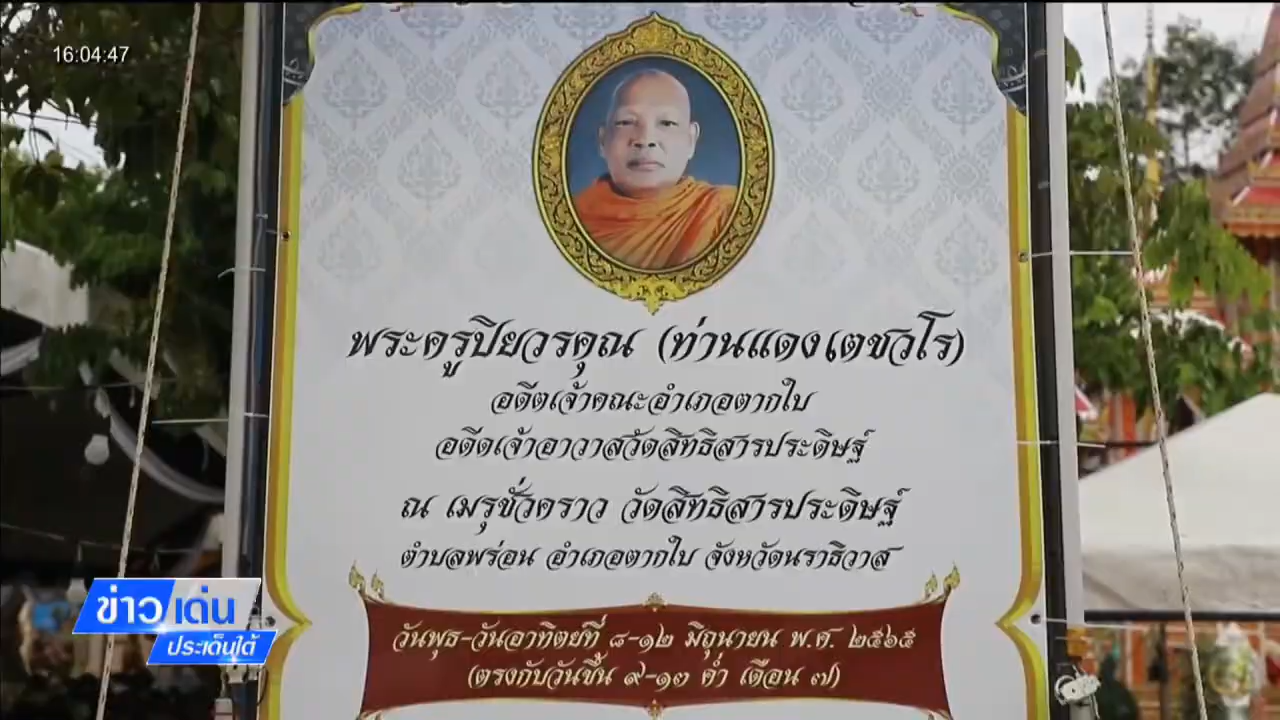 16:04:47
พระครูปิยวรคุณ (ท่านแดงเตชวโร)
อดีตเจ้าคณะอำเภอตากใบ
อดีตเจ้าอาวาสวัดสิทธิสารประดิษฐ์
ณ เมรุชั่วคราว วัดสิทธิสารประดิษฐ์
ตำบลพร่อน อำเภอตากใบ จังหวัดนราธิวาส
วันพุธ-วันอาทิตยที่ ๘-๑๒ มิถุนายน พ.ศ. ๒๕๖๕
(ตรงกับวันขึ้น ๙-๑๓ ค่ำ เดือน ๗)
ข่าวเด่น
ประเด็นใต้